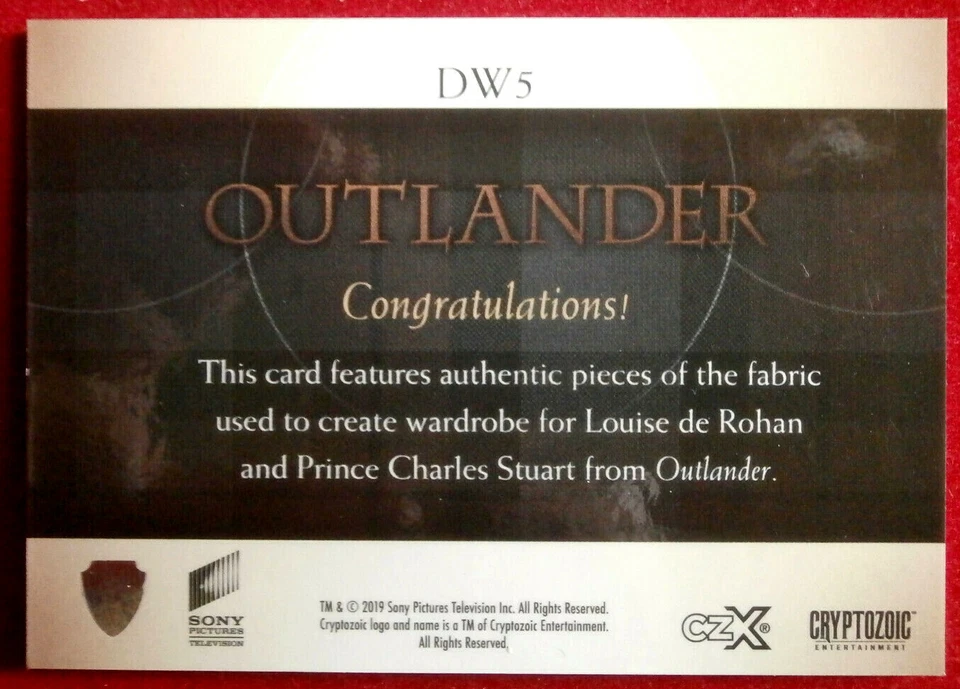 DW5
OUTLANDER
Congratulations!
This card features authentic pieces of the fabric
used to create wardrobe for Louise de Rohan
and Prince Charles Stuart from Outlander.
SONY
PICTURES
TELEVISION
TM & © 2019 Sony Pictures Television Inc. All Rights Reserved.
Cryptozoic logo and name is a TM of Cryptozoic Entertainment.
All Rights Reserved.
CZX®
CRYPTOZOIC™
ENTERTAINMENT